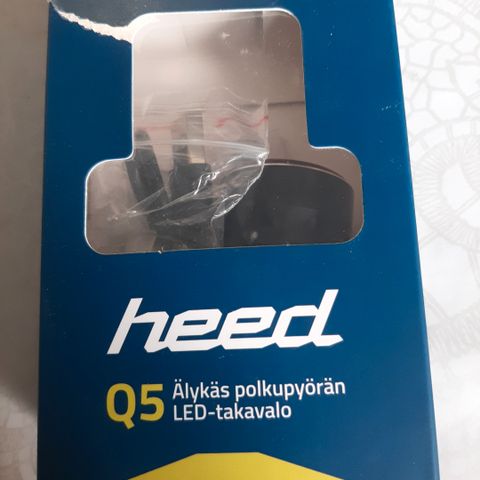 heed
Q5 Älykäs polkupyörän
LED-takavalo